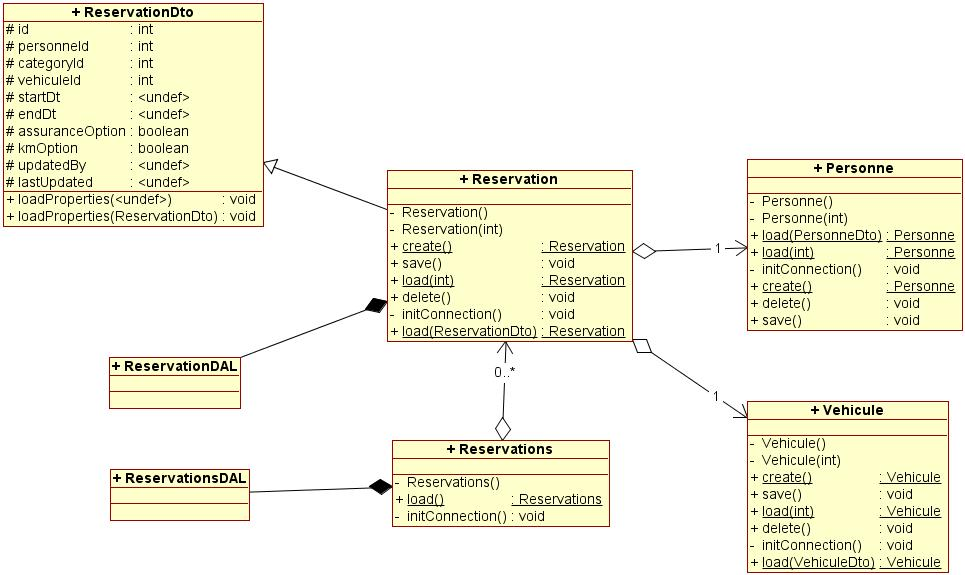 + ReservationDto
# id : int
# personneId : int
# categoryId : int
# vehiculeId : int
# startDt : <undef>
# endDt : <undef>
# assuranceOption : boolean
# kmOption : boolean
# updatedBy : <undef>
# lastUpdated : <undef>
+ loadProperties(<undef>) : void
+ loadProperties(ReservationDto) : void
+ Reservation
- Reservation()
- Reservation(int)
+ create() : Reservation
+ save() : void
+ load(int) : Reservation
+ delete() : void
- initConnection() : void
+ load(ReservationDto) : Reservation
1
+ Personne
- Personne()
- Personne(int)
+ load(PersonneDto) : Personne
+ load(int) : Personne
- initConnection() : void
+ create() : Personne
+ delete() : void
+ save() : void
+ ReservationDAL
0..*
1
+ Vehicule
- Vehicule()
- Vehicule(int)
+ create() : Vehicule
+ save() : void
+ load(int) : Vehicule
+ delete() : void
- initConnection() : void
+ load(VehiculeDto) : Vehicule
+ ReservationsDAL
+ Reservations
- Reservations()
+ load() : Reservations
- initConnection() : void